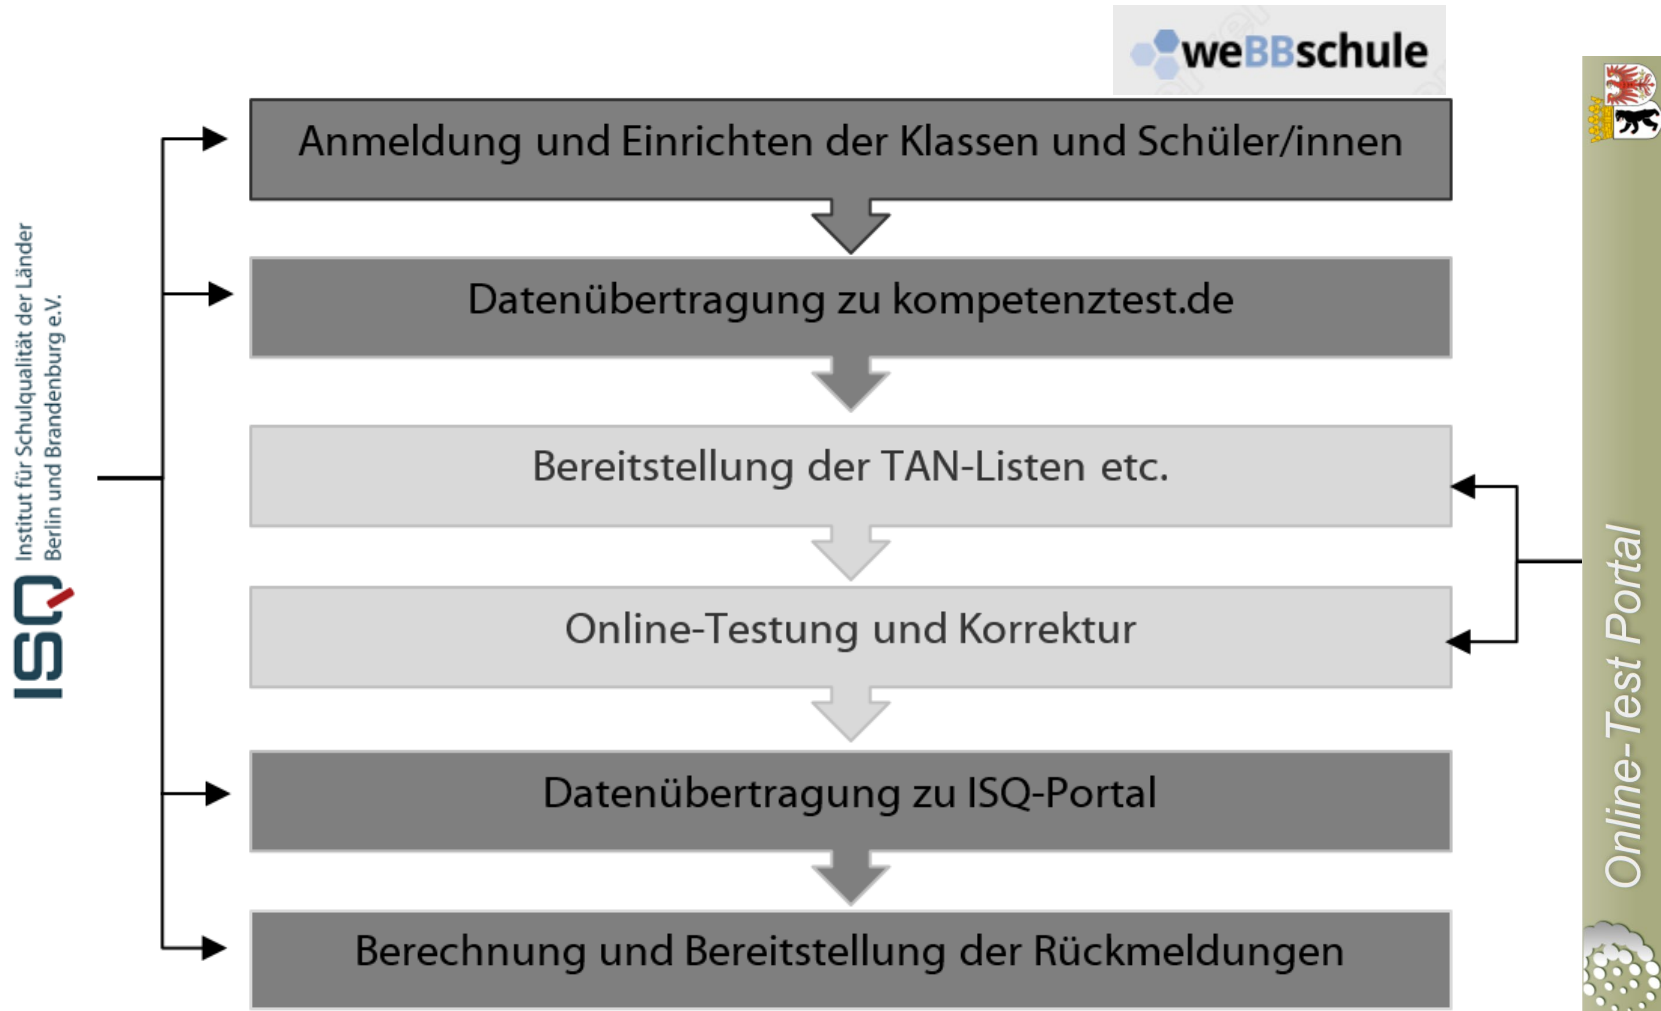 weBBschule
Anmeldung und Einrichten der Klassen und Schüler/innen
Datenübertragung zu kompetenztest.de
Bereitstellung der TAN-Listen etc.
Online-Testung und Korrektur
Datenübertragung zu ISQ-Portal
Berechnung und Bereitstellung der Rückmeldungen
ISQ
Institut für Schulqualität der Länder
Berlin und Brandenburg e.V.
Online-Test Portal